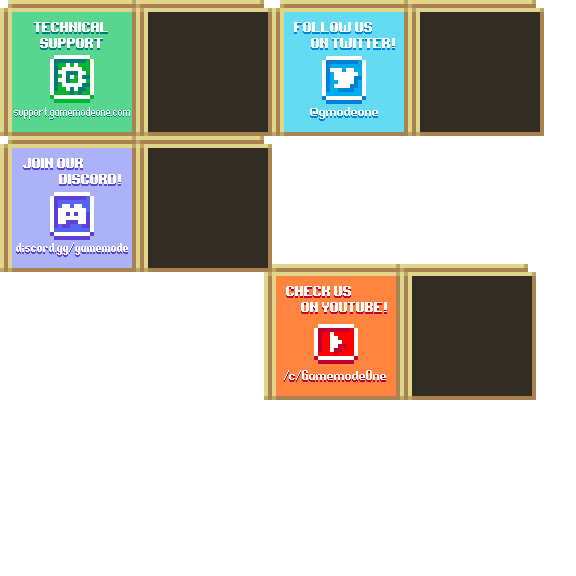 TECHNICAL
SUPPORT
support.gamemodeone.com
FOLLOW US
ON TWITTER!
@gmodeone
JOIN OUR
DISCORD!
discord.gg/gamemode
CHECK US
ON YOUTUBE!
/c/GamemodeOne